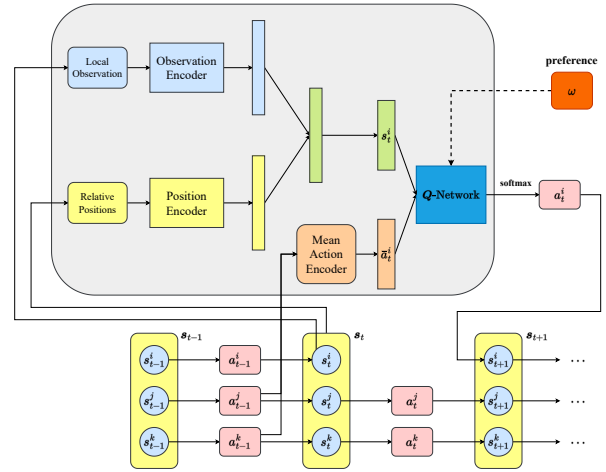 Local
Observation
Observation
Encoder
preference
ω
s_t^i
Relative
Positions
Position
Encoder
Q-Network
softmax
a_t^i
Mean
Action
Encoder
ā_t^i
s_{t-1}
s_t
s_{t+1}
s_{t-1}^i
a_{t-1}^i
s_t^i
s_{t+1}^i
...
s_{t-1}^j
a_{t-1}^j
s_t^j
a_t^j
s_{t+1}^j
...
s_{t-1}^k
a_{t-1}^k
s_t^k
a_t^k
s_{t+1}^k
...